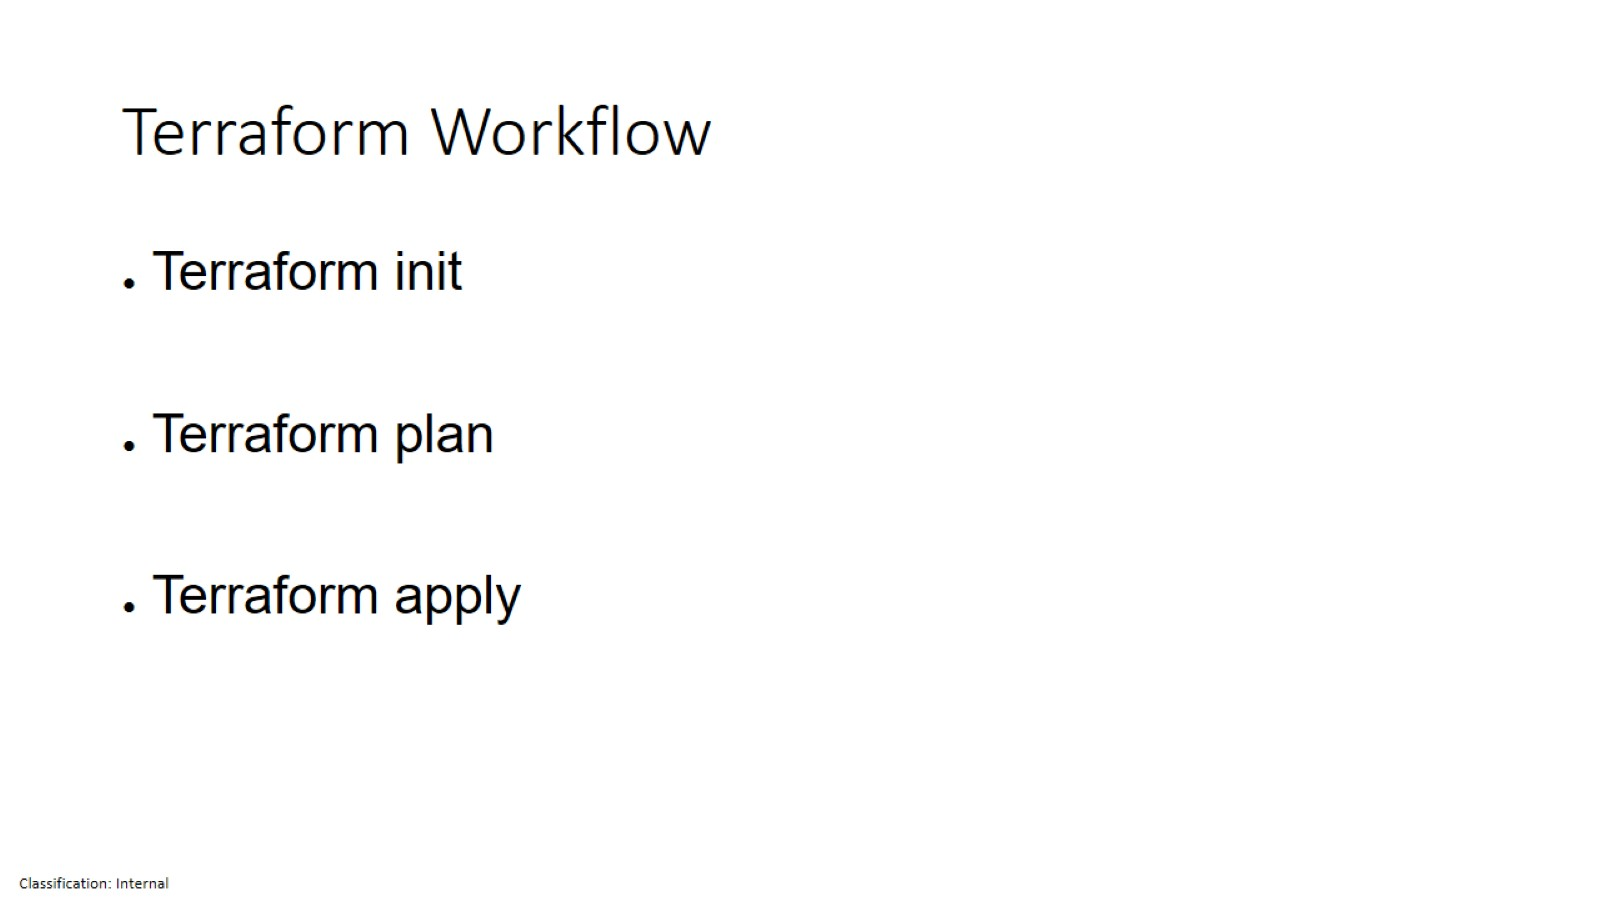 Terraform Workflow
• Terraform init
• Terraform plan
• Terraform apply
Classification: Internal